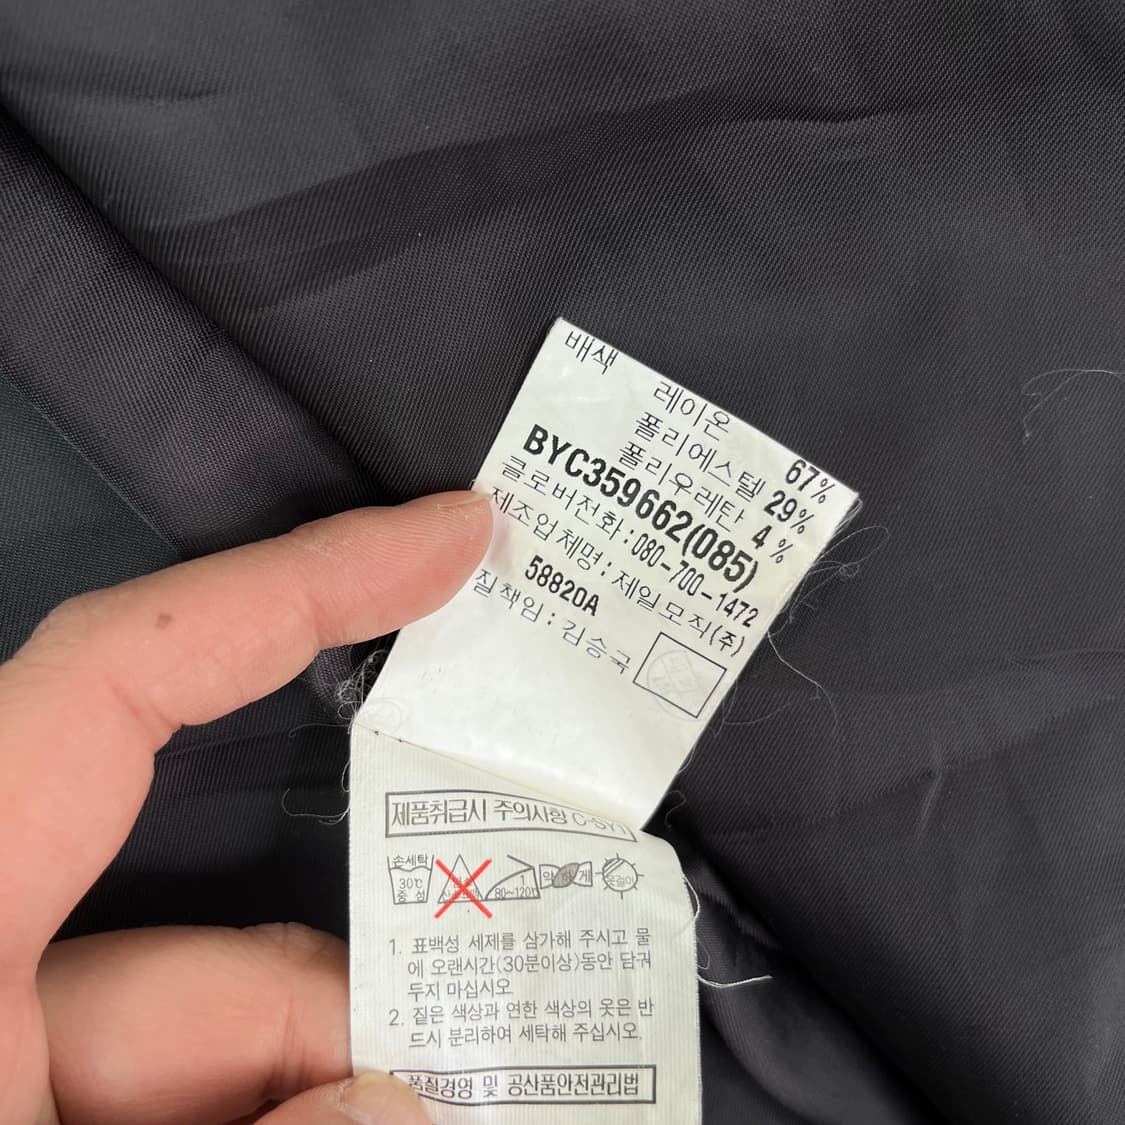 배색
레이온 67%
폴리에스텔 29%
폴리우레탄 4%
BYC359662(085)
글로버전화:080-700-1472
제조업체명:제일모직(주)
58820A
질책임:김승국
제품취급시 주의사항 C-SY1
손세탁
30℃
중성
80~120℃
약하게
옷걸이
1. 표백성 세제를 삼가해 주시고 물
에 오랜시간(30분이상)동안 담궈
두지 마십시오
2. 짙은 색상과 연한 색상의 옷은 반
드시 분리하여 세탁해 주십시오.
품질경영 및 공산품안전관리법